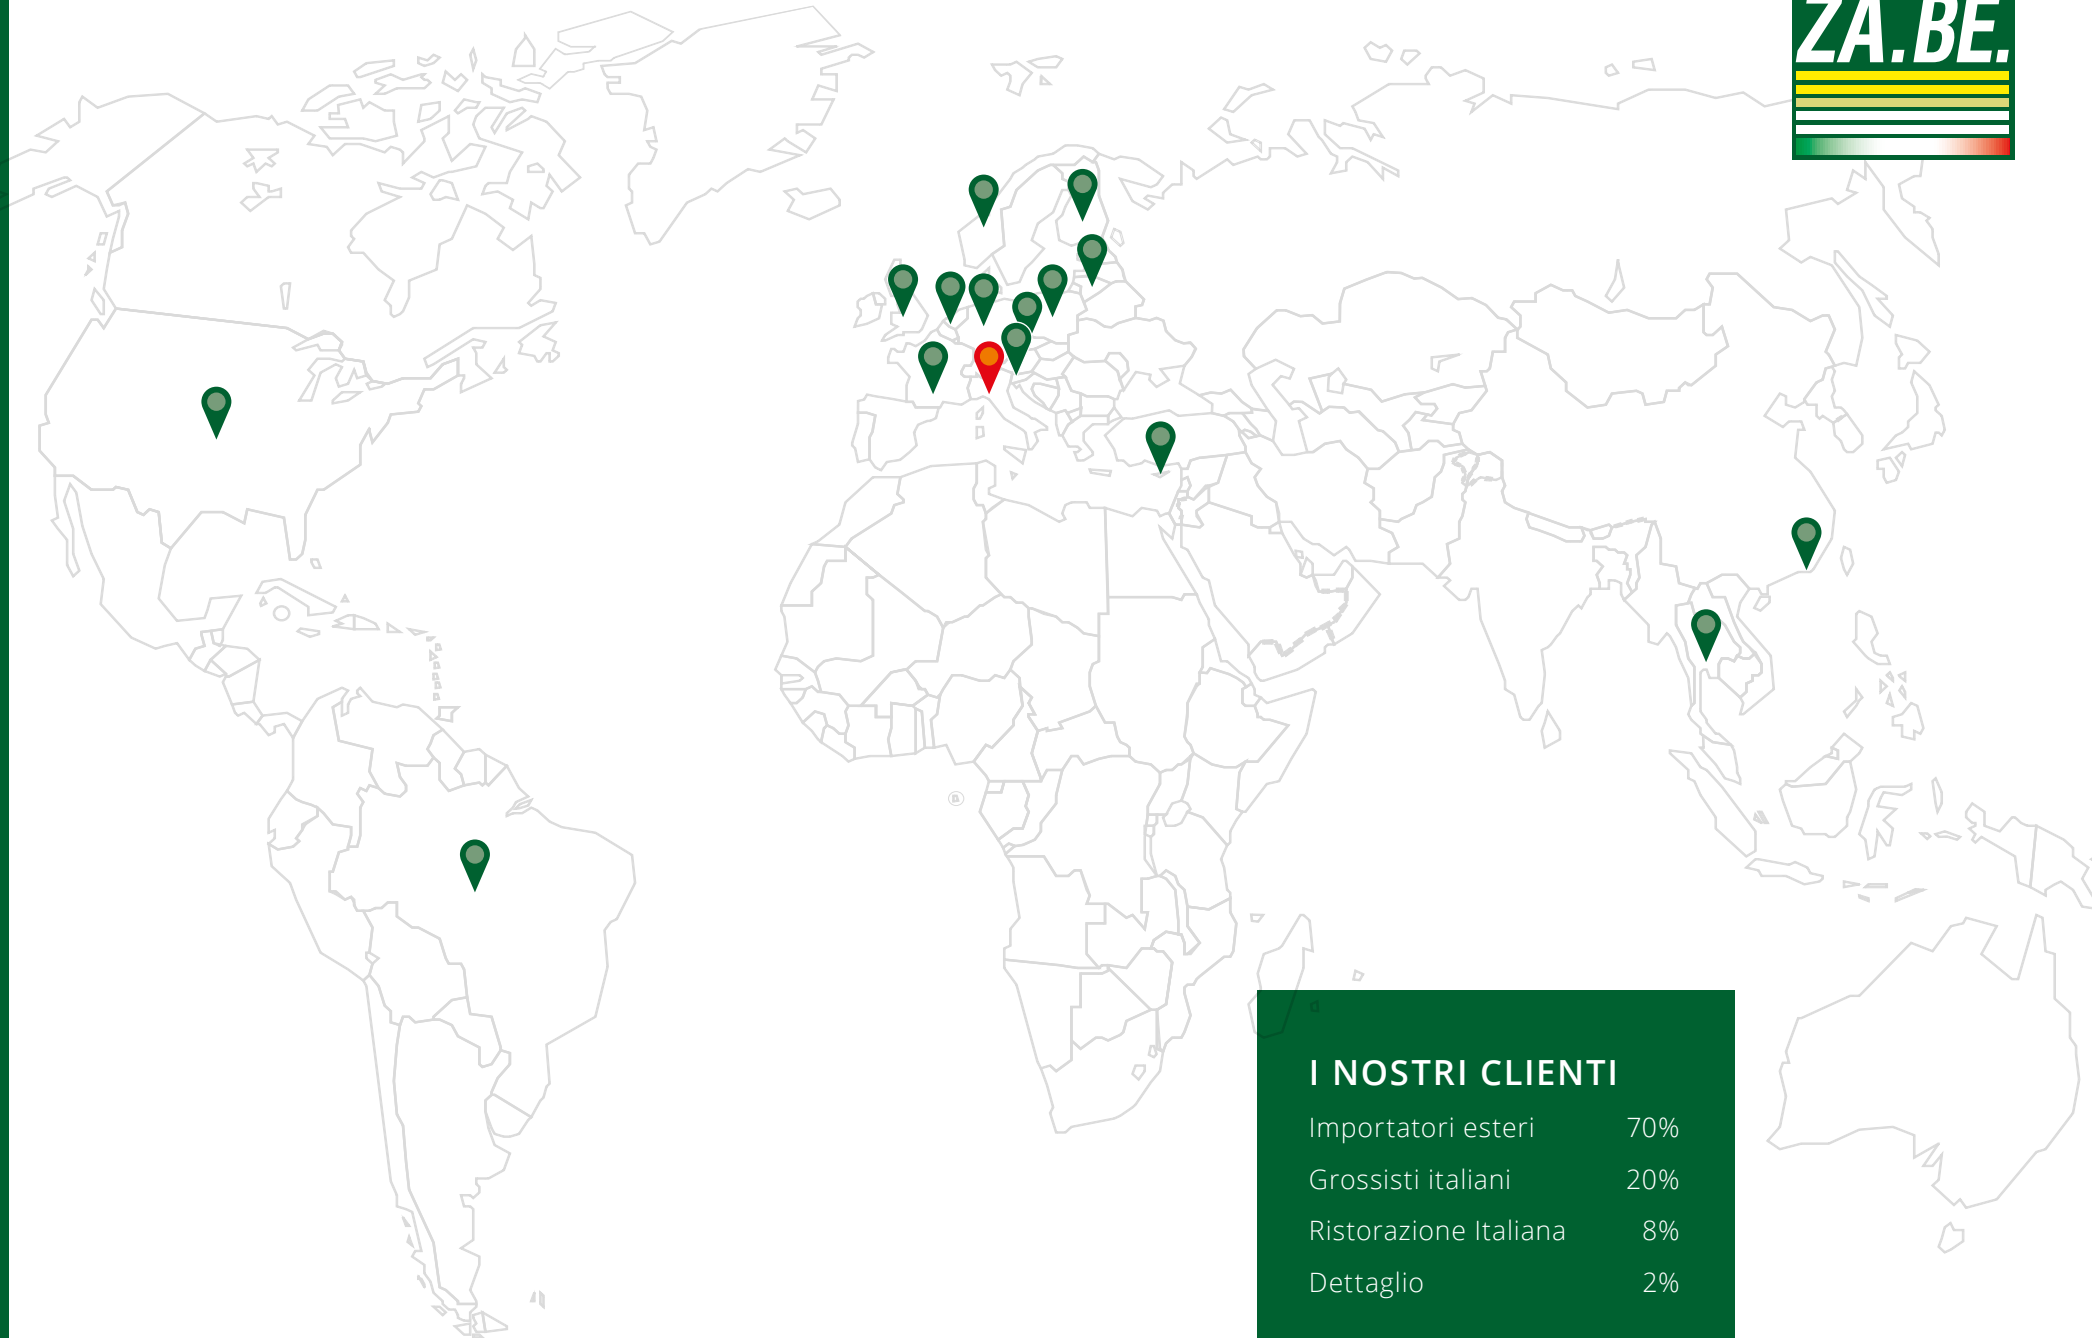 ZA.BE.
I NOSTRI CLIENTI
Importatori esteri 70%
Grossisti italiani 20%
Ristorazione Italiana 8%
Dettaglio 2%